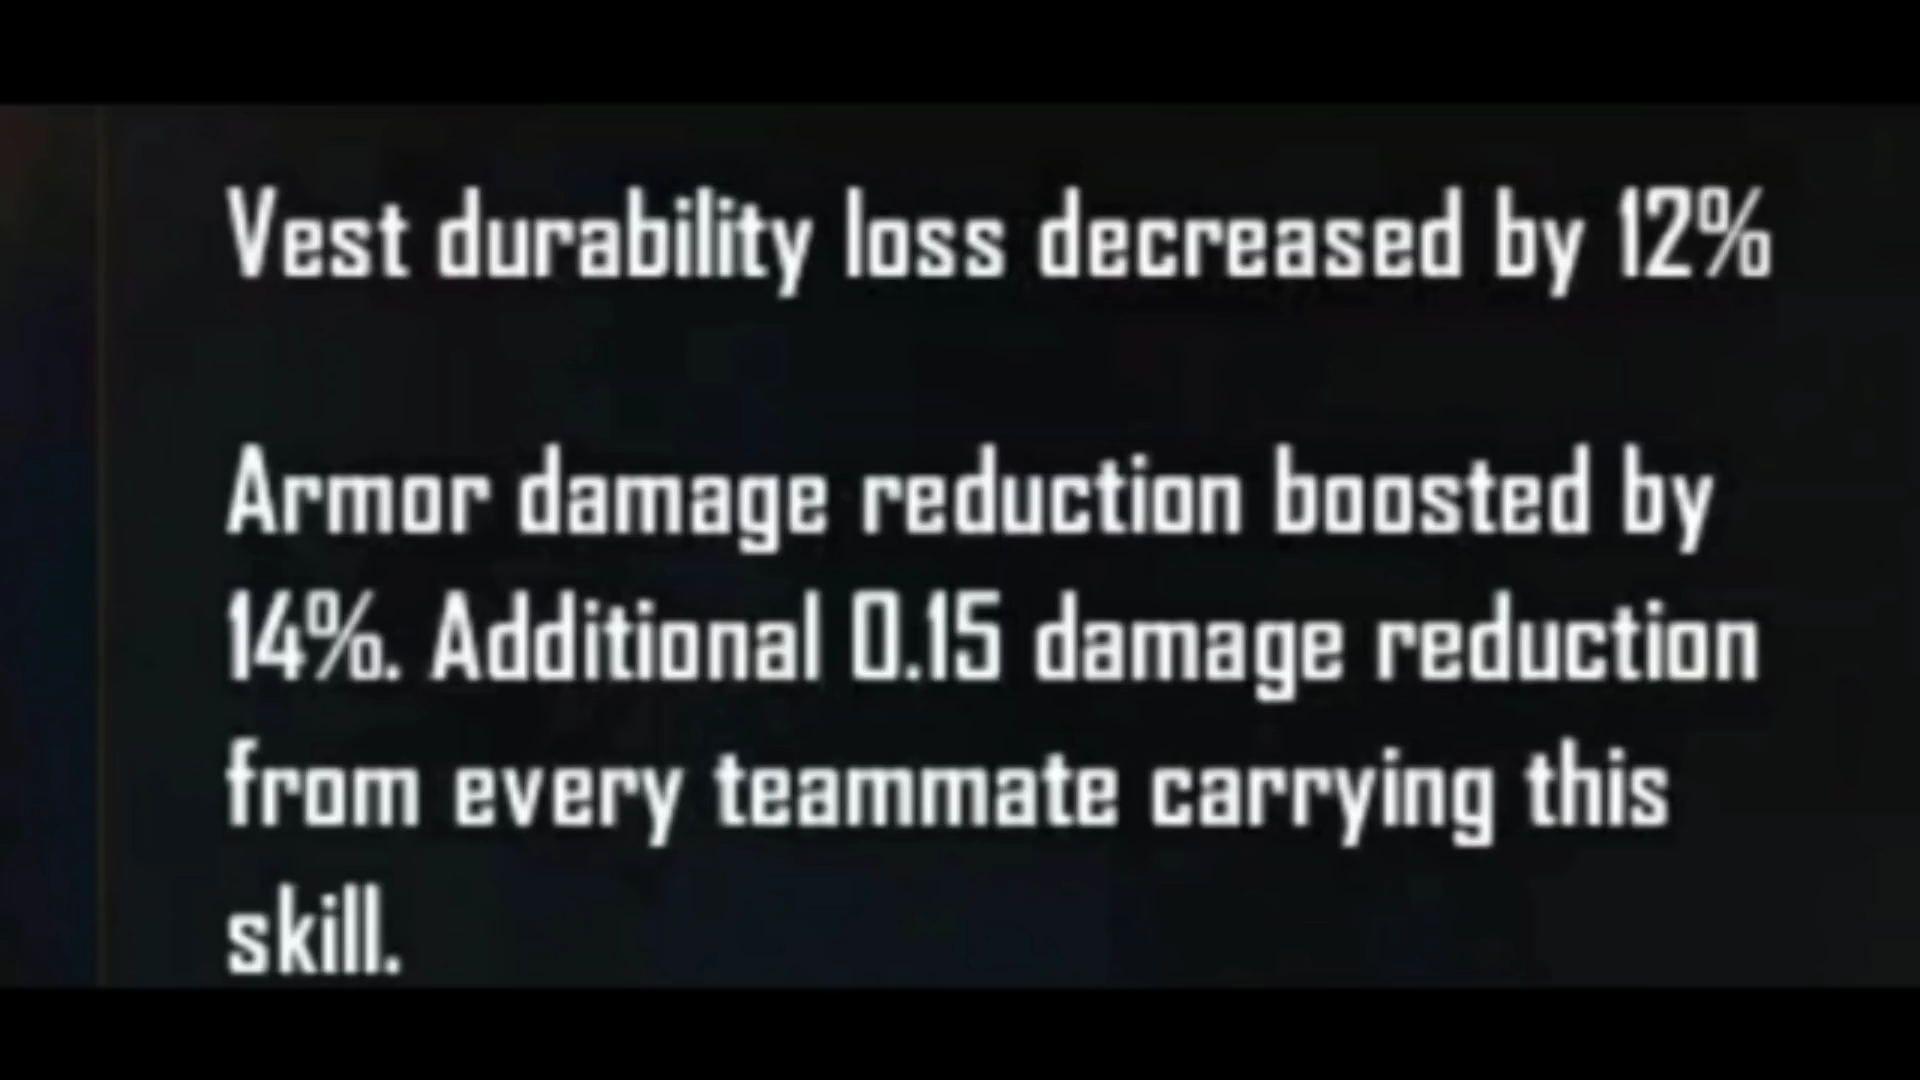 Vest durability loss decreased by 12%
Armor damage reduction boosted by
14%. Additional 0.15 damage reduction
from every teammate carrying this
skill.